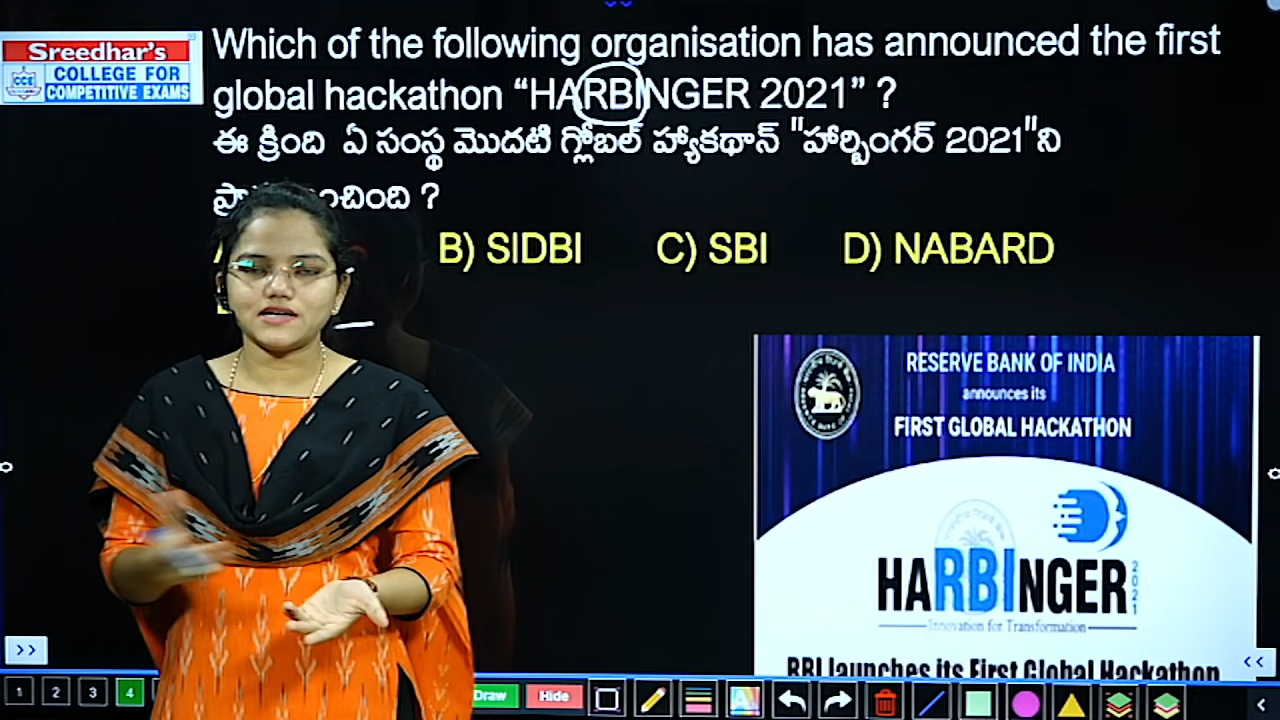 Sreedhar's
CCE
COLLEGE FOR
COMPETITIVE EXAMS
Which of the following organisation has announced the first
global hackathon “HARBINGER 2021” ?
ఈ క్రింది ఏ సంస్థ మొదటి గ్లోబల్ హ్యాకథాన్ "హార్బింగర్ 2021"ని
?
B) SIDBI C) SBI D) NABARD
RESERVE BANK OF INDIA
announces its
FIRST GLOBAL HACKATHON
HARBINGER
2021
Innovation for Transformation
RBI launches its First Global Hackathon
>>
<<
1 2 3 4 Draw Hide